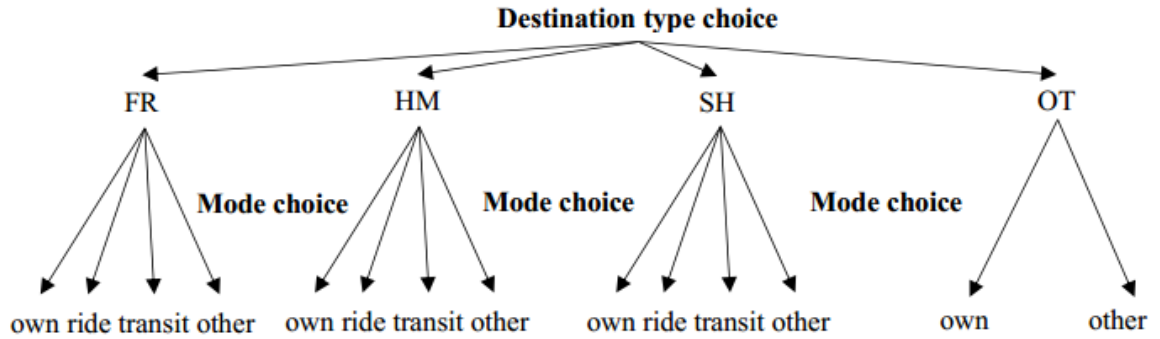 Destination type choice
FR HM SH OT
Mode choice Mode choice Mode choice
own ride transit other own ride transit other own ride transit other own other